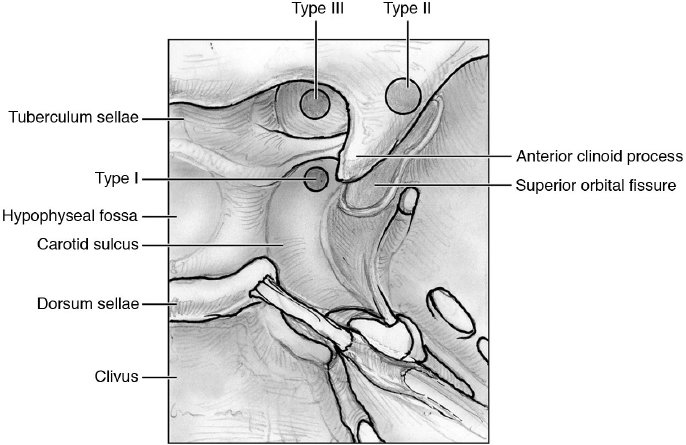 Type III
Type II
Tuberculum sellae
Anterior clinoid process
Type I
Superior orbital fissure
Hypophyseal fossa
Carotid sulcus
Dorsum sellae
Clivus